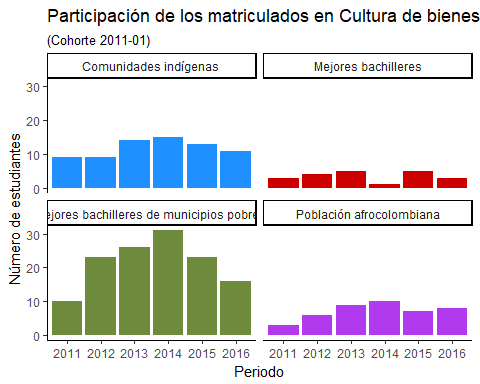 Participación de los matriculados en Cultura de bienes
(Cohorte 2011-01)
Comunidades indígenas
Mejores bachilleres
30
20
10
0
ejores bachilleres de municipios pobre
Población afrocolombiana
30
20
10
0
2011 2012 2013 2014 2015 2016
2011 2012 2013 2014 2015 2016
Número de estudiantes
Periodo